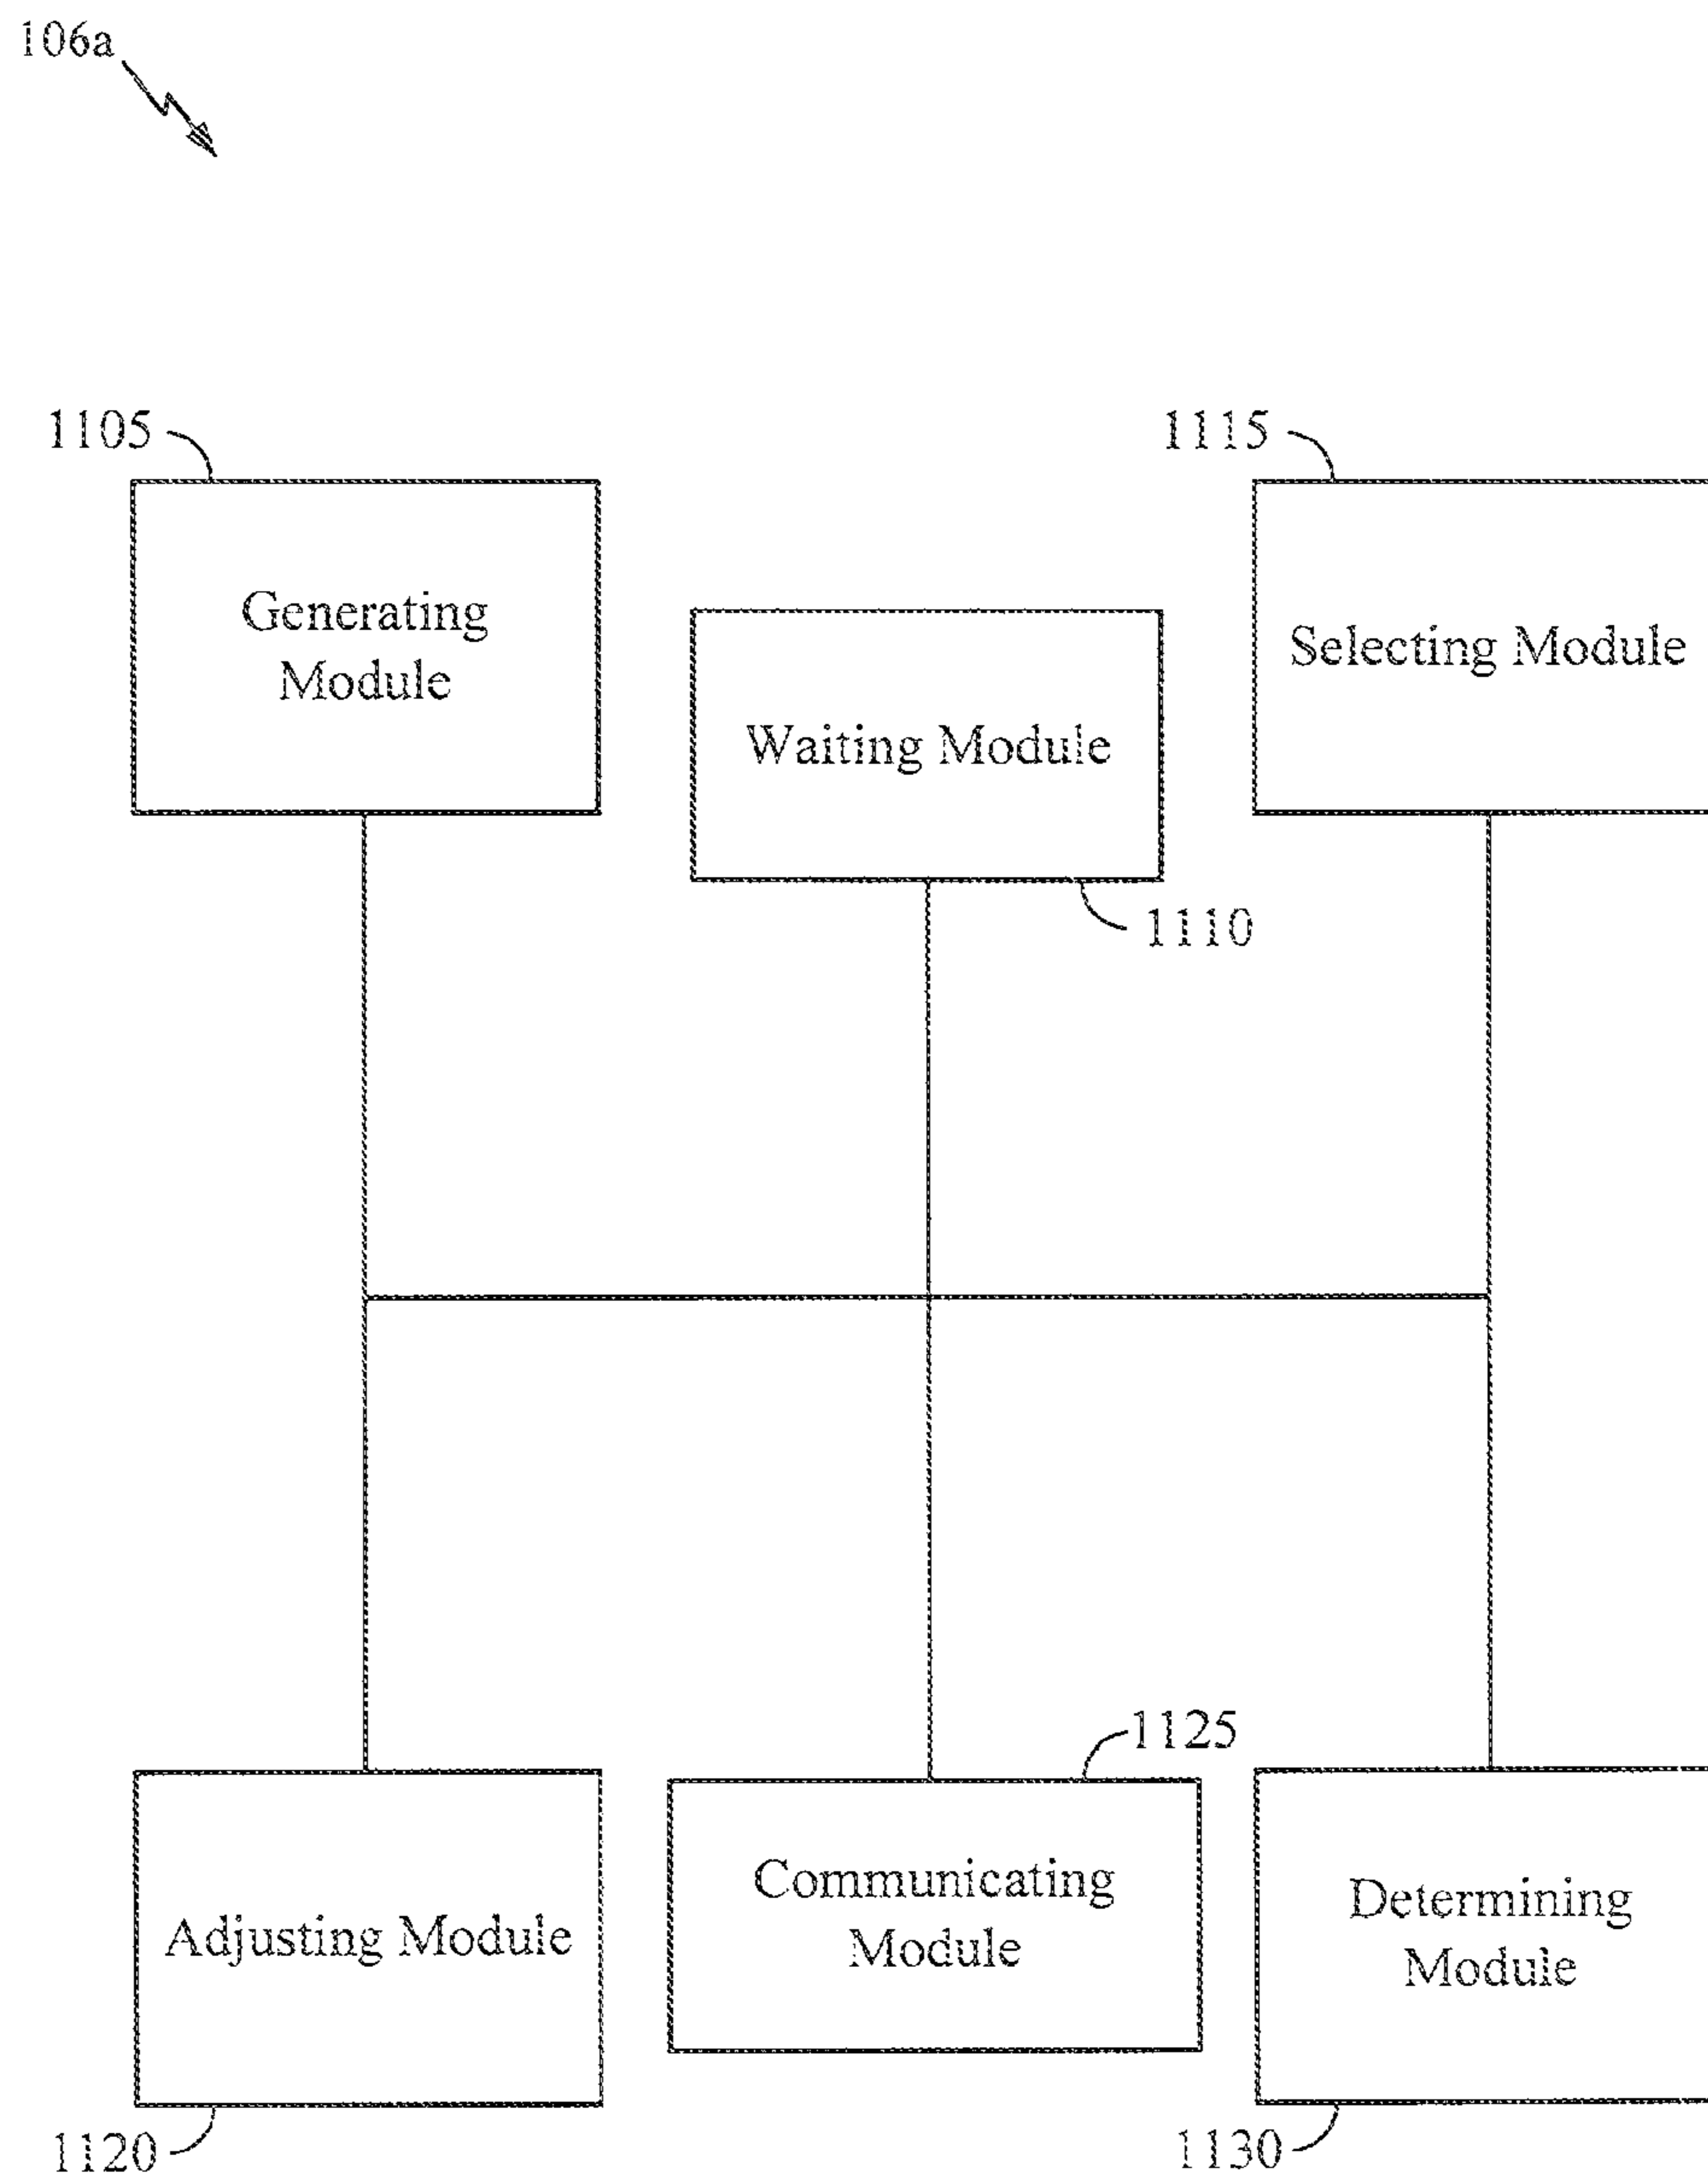 106a
1105
1115
Generating
Module
Selecting Module
Waiting Module
1110
1125
Adjusting Module
Communicating
Module
Determining
Module
1120
1130